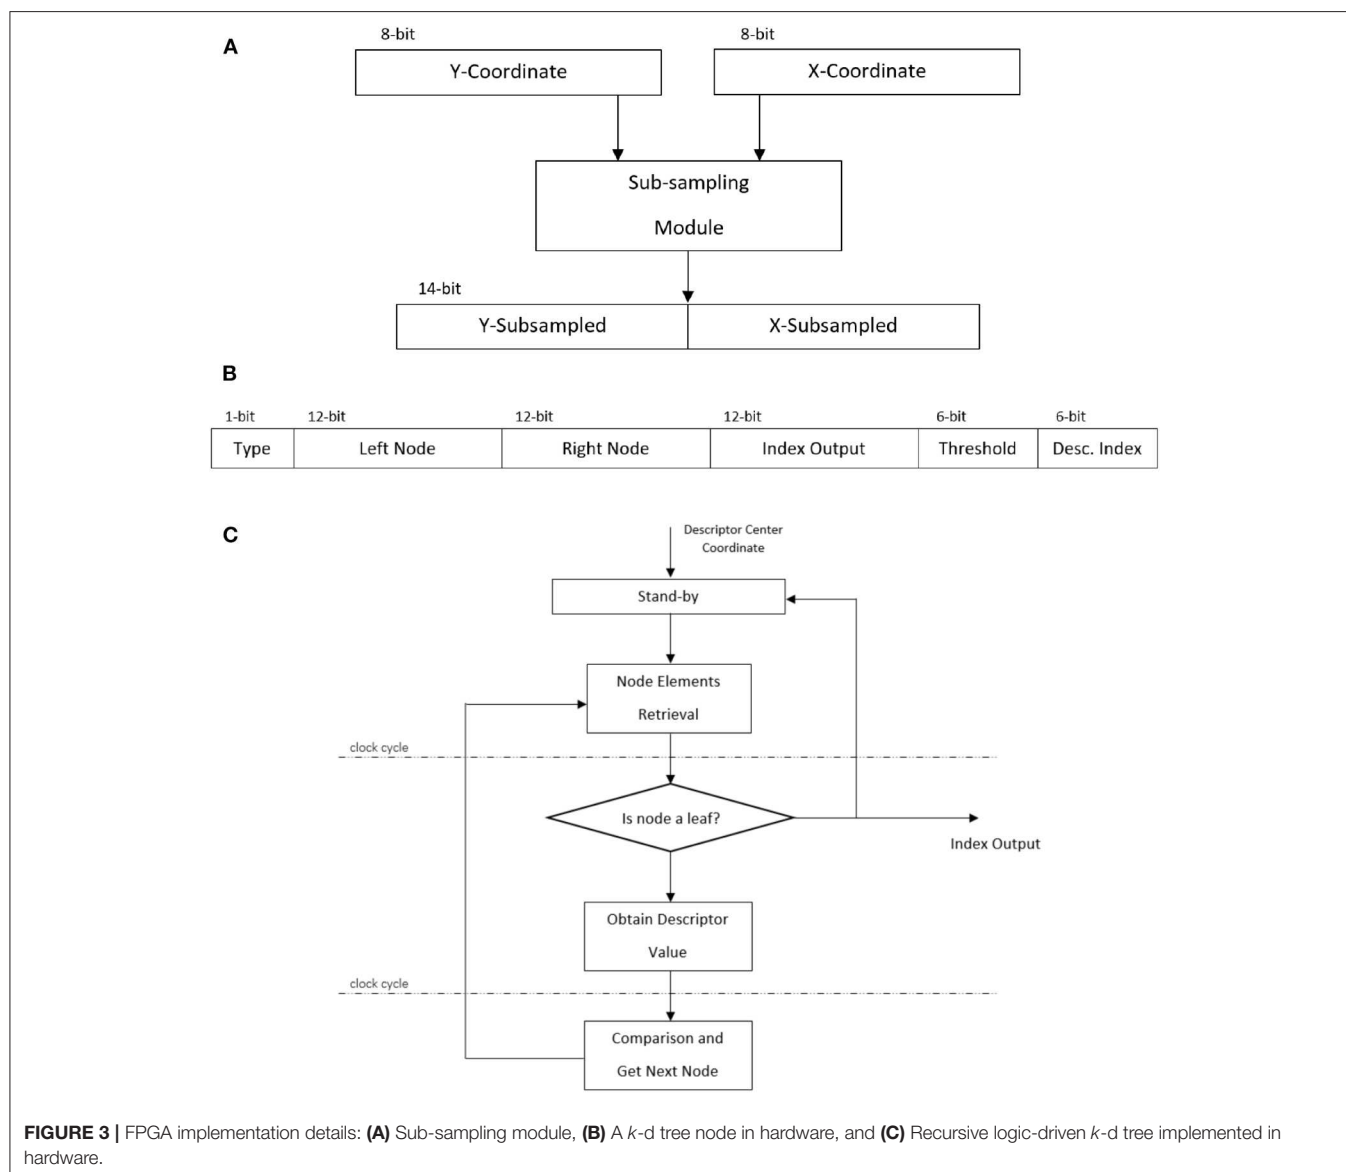 A
8-bit
8-bit
Y-Coordinate
X-Coordinate
Sub-sampling
Module
14-bit
Y-Subsampled
X-Subsampled
B
1-bit
12-bit
12-bit
12-bit
6-bit
6-bit
Type
Left Node
Right Node
Index Output
Threshold
Desc. Index
C
Descriptor Center
Coordinate
Stand-by
Node Elements
Retrieval
clock cycle
Is node a leaf?
Index Output
Obtain Descriptor
Value
clock cycle
Comparison and
Get Next Node
FIGURE 3 | FPGA implementation details: (A) Sub-sampling module, (B) A k-d tree node in hardware, and (C) Recursive logic-driven k-d tree implemented in
hardware.